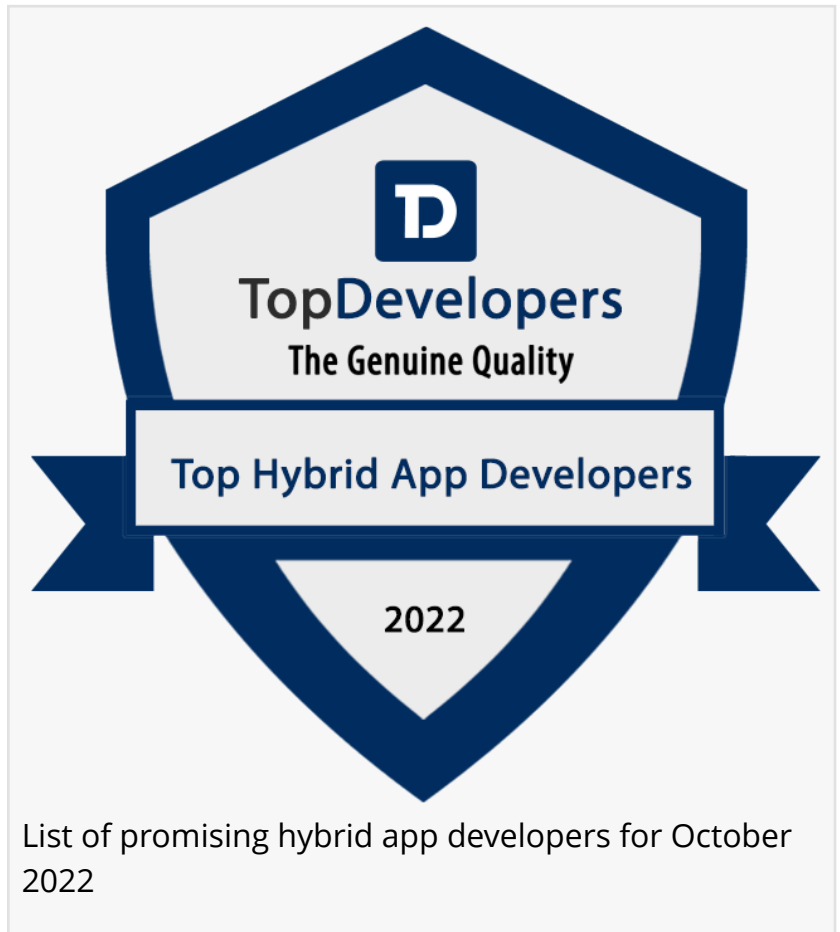 TD
TopDevelopers
The Genuine Quality
Top Hybrid App Developers
2022
List of promising hybrid app developers for October
2022